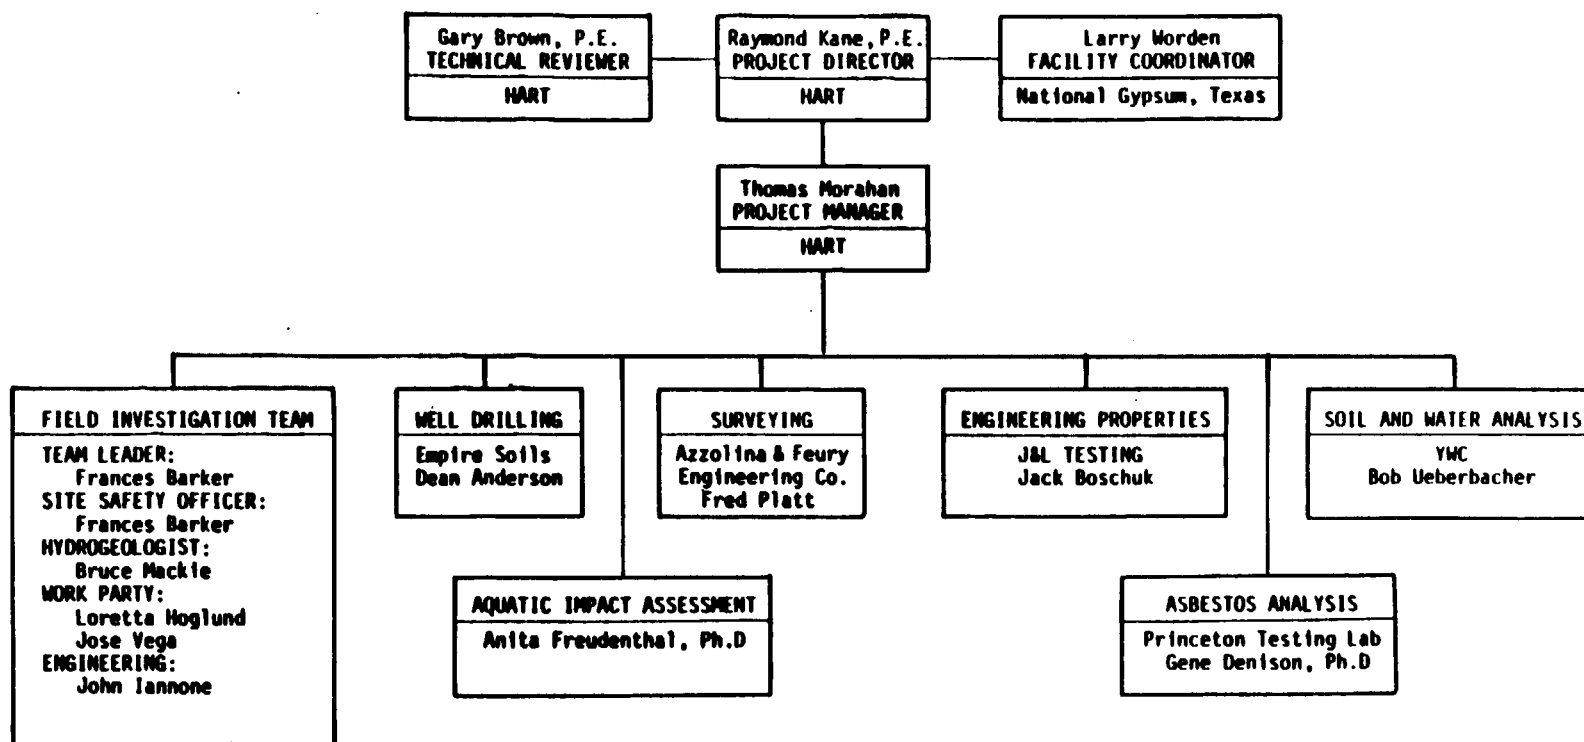 Gary Brown, P.E.
TECHNICAL REVIEWER
HART
Raymond Kane, P.E.
PROJECT DIRECTOR
HART
Larry Worden
FACILITY COORDINATOR
National Gypsum, Texas
Thomas Morahan
PROJECT MANAGER
HART
FIELD INVESTIGATION TEAM
TEAM LEADER:
Frances Barker
SITE SAFETY OFFICER:
Frances Barker
HYDROGEOLOGIST:
Bruce Mackie
WORK PARTY:
Loretta Hoglund
Jose Vega
ENGINEERING:
John Iannone
WELL DRILLING
Empire Soils
Dean Anderson
SURVEYING
Azzolina & Feury
Engineering Co.
Fred Platt
ENGINEERING PROPERTIES
J&L TESTING
Jack Boschuk
SOIL AND WATER ANALYSIS
YWC
Bob Ueberbacher
AQUATIC IMPACT ASSESSMENT
Anita Freudenthal, Ph.D
ASBESTOS ANALYSIS
Princeton Testing Lab
Gene Denison, Ph.D